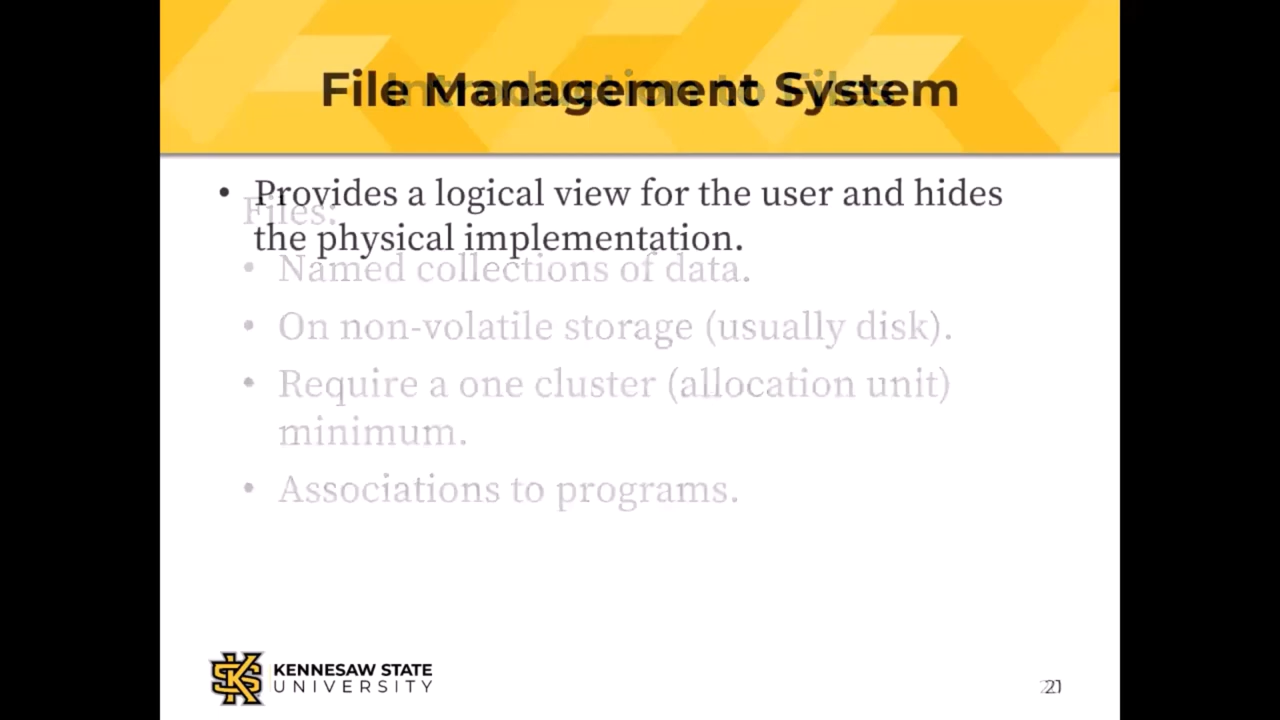 File Management System
Introduction to Files
• Provides a logical view for the user and hides
the physical implementation.
Files:
• Named collections of data.
• On non-volatile storage (usually disk).
• Require a one cluster (allocation unit)
minimum.
• Associations to programs.
KENNESAW STATE
UNIVERSITY
21